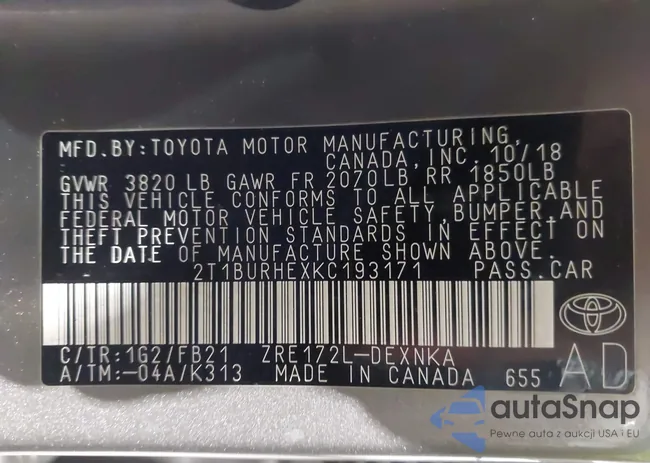 MFD.BY:TOYOTA MOTOR MANUFACTURING,
CANADA,INC. 10/18
GVWR 3820 LB GAWR FR 2070LB RR 1850LB
THIS VEHICLE CONFORMS TO ALL APPLICABLE
FEDERAL MOTOR VEHICLE SAFETY,BUMPER,AND
THEFT PREVENTION STANDARDS IN EFFECT ON
THE DATE OF MANUFACTURE SHOWN ABOVE.
2T1BURHEXKC193171 PASS.CAR
C/TR:1G2/FB21 ZRE172L-DEXNKA
A/TM:-04A/K313 MADE IN CANADA 655
AD
autaSnap
Pewne auta z aukcji USA i EU